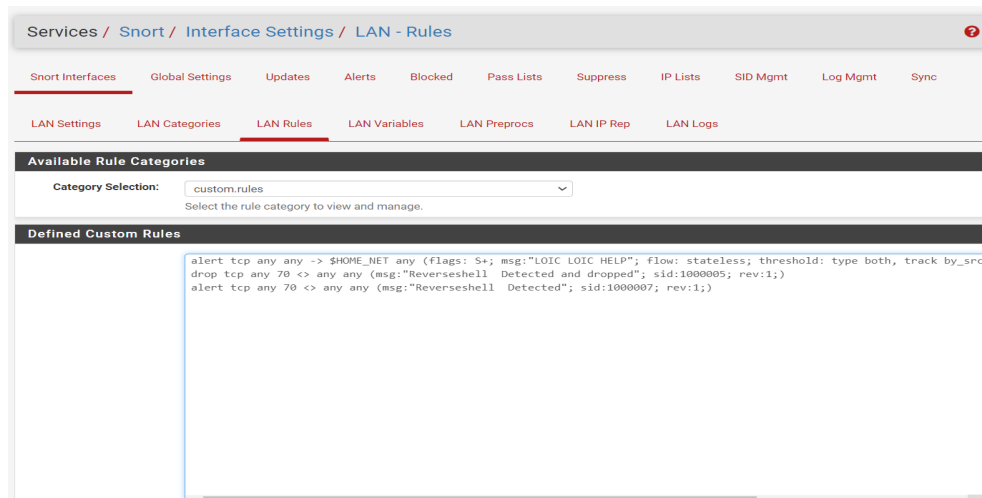 Services / Snort / Interface Settings / LAN - Rules
Snort Interfaces Global Settings Updates Alerts Blocked Pass Lists Suppress IP Lists SID Mgmt Log Mgmt Sync
LAN Settings LAN Categories LAN Rules LAN Variables LAN Preprocs LAN IP Rep LAN Logs
Available Rule Categories
Category Selection: custom.rules
Select the rule category to view and manage.
Defined Custom Rules
alert tcp any any -> $HOME_NET any (flags: S+; msg:"LOIC LOIC HELP"; flow: stateless; threshold: type both, track by_src
drop tcp any 70 <> any any (msg:"Reverseshell  Detected and dropped"; sid:1000005; rev:1;)
alert tcp any 70 <> any any (msg:"Reverseshell  Detected"; sid:1000007; rev:1;)